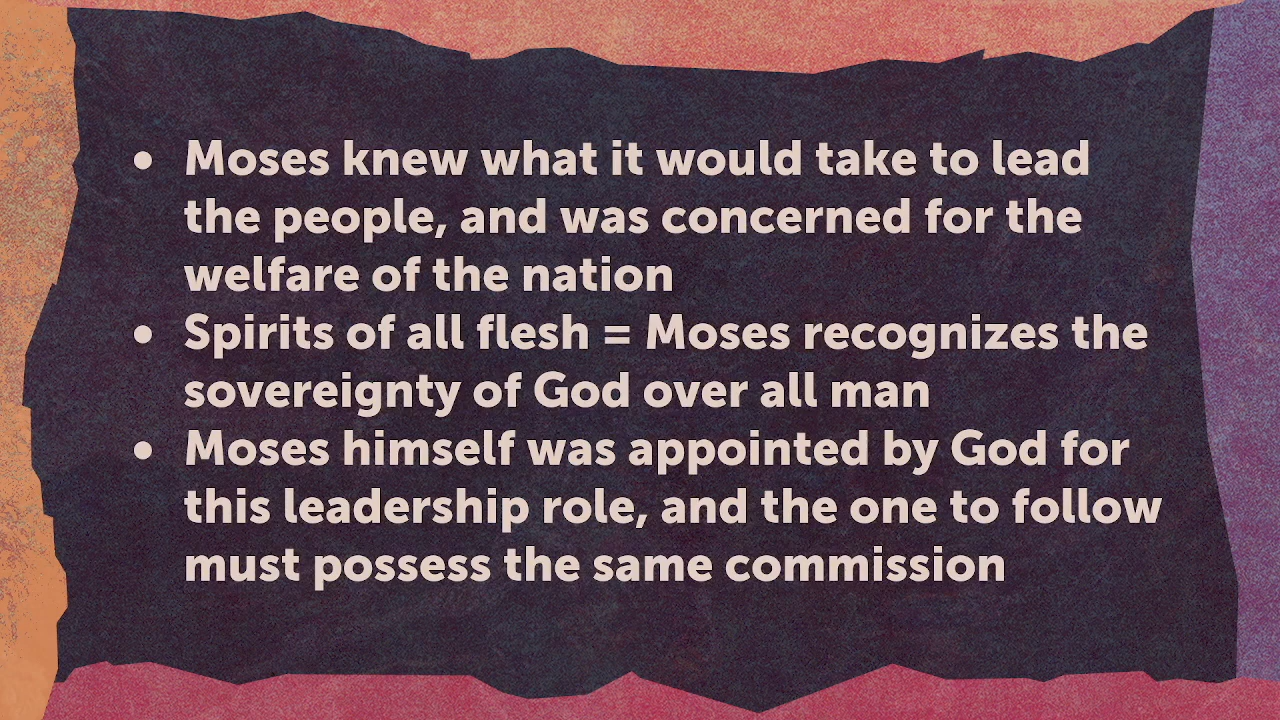 • Moses knew what it would take to lead
the people, and was concerned for the
welfare of the nation
• Spirits of all flesh = Moses recognizes the
sovereignty of God over all man
• Moses himself was appointed by God for
this leadership role, and the one to follow
must possess the same commission